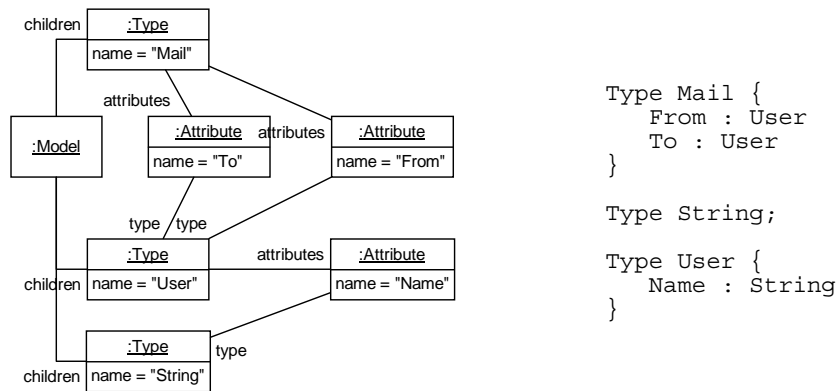 children
:Type
name = "Mail"
attributes
:Model
:Attribute
name = "To"
attributes
:Attribute
name = "From"
type
type
:Type
name = "User"
children
attributes
:Attribute
name = "Name"
:Type
name = "String"
type
children
Type Mail {
From : User
To : User
}
Type String;
Type User {
Name : String
}